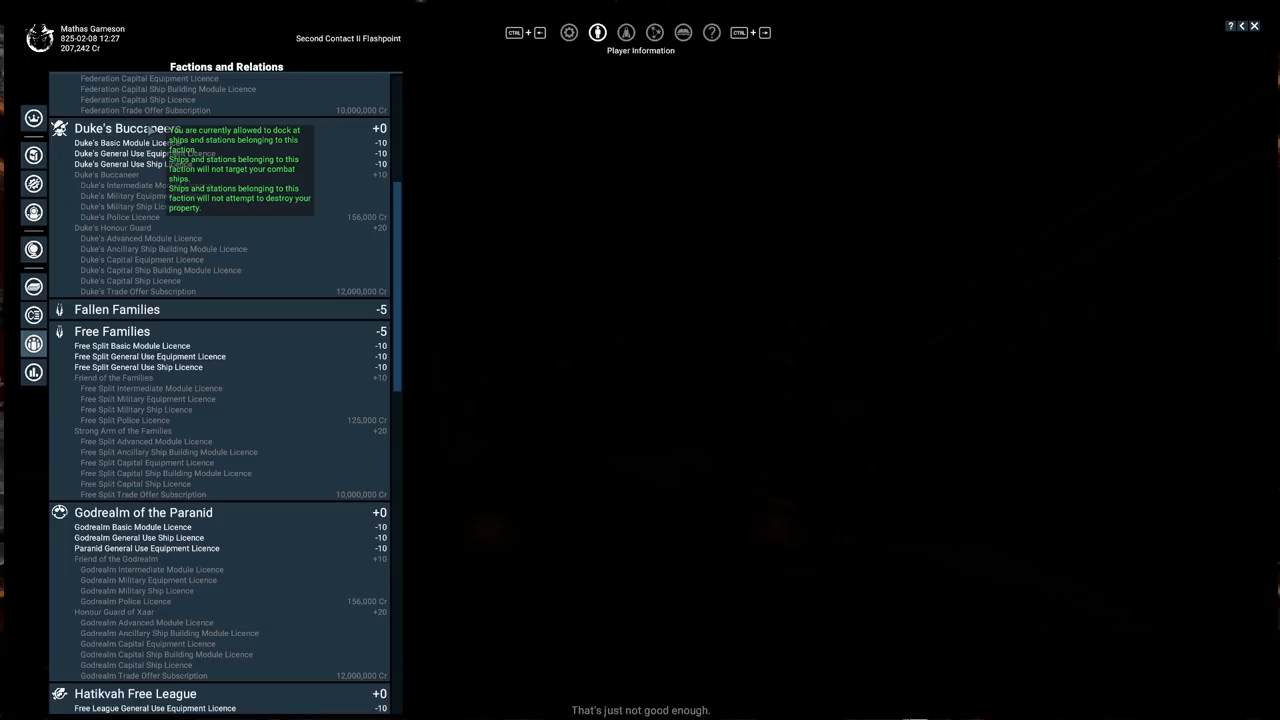 Mathas Gameson
825-02-08 12:27
207,242 Cr
Second Contact II Flashpoint
CTRL +
CTRL +
Player Information
Factions and Relations
Federation Capital Equipment Licence
Federation Capital Ship Building Module Licence
Federation Capital Ship Licence
Federation Trade Offer Subscription 10,000,000 Cr
Duke's Buccaneers +0
You are currently allowed to dock at
ships and stations belonging to this
faction.
Ships and stations belonging to this
faction will not target your combat
ships.
Ships and stations belonging to this
faction will not attempt to destroy your
property.
Duke's Basic Module -10
Duke's General Use -10
Duke's General Use Ship -10
Duke's Buccaneer +10
Duke's Intermediate
Duke's Military
Duke's Military Ship
Duke's Police Licence 156,000 Cr
Duke's Honour Guard +20
Duke's Advanced Module Licence
Duke's Ancillary Ship Building Module Licence
Duke's Capital Equipment Licence
Duke's Capital Ship Building Module Licence
Duke's Capital Ship Licence
Duke's Trade Offer Subscription 12,000,000 Cr
Fallen Families -5
Free Families -5
Free Split Basic Module Licence -10
Free Split General Use Equipment Licence -10
Free Split General Use Ship Licence -10
Friend of the Families +10
Free Split Intermediate Module Licence
Free Split Military Equipment Licence
Free Split Military Ship Licence
Free Split Police Licence 125,000 Cr
Strong Arm of the Families +20
Free Split Advanced Module Licence
Free Split Ancillary Ship Building Module Licence
Free Split Capital Equipment Licence
Free Split Capital Ship Building Module Licence
Free Split Capital Ship Licence
Free Split Trade Offer Subscription 10,000,000 Cr
Godrealm of the Paranid +0
Godrealm Basic Module Licence -10
Godrealm General Use Ship Licence -10
Paranid General Use Equipment Licence -10
Friend of the Godrealm +10
Godrealm Intermediate Module Licence
Godrealm Military Equipment Licence
Godrealm Military Ship Licence
Godrealm Police Licence 156,000 Cr
Honour Guard of Xaar +20
Godrealm Advanced Module Licence
Godrealm Ancillary Ship Building Module Licence
Godrealm Capital Equipment Licence
Godrealm Capital Ship Building Module Licence
Godrealm Capital Ship Licence
Godrealm Trade Offer Subscription 12,000,000 Cr
Hatikvah Free League +0
Free League General Use Equipment Licence -10
That's just not good enough.